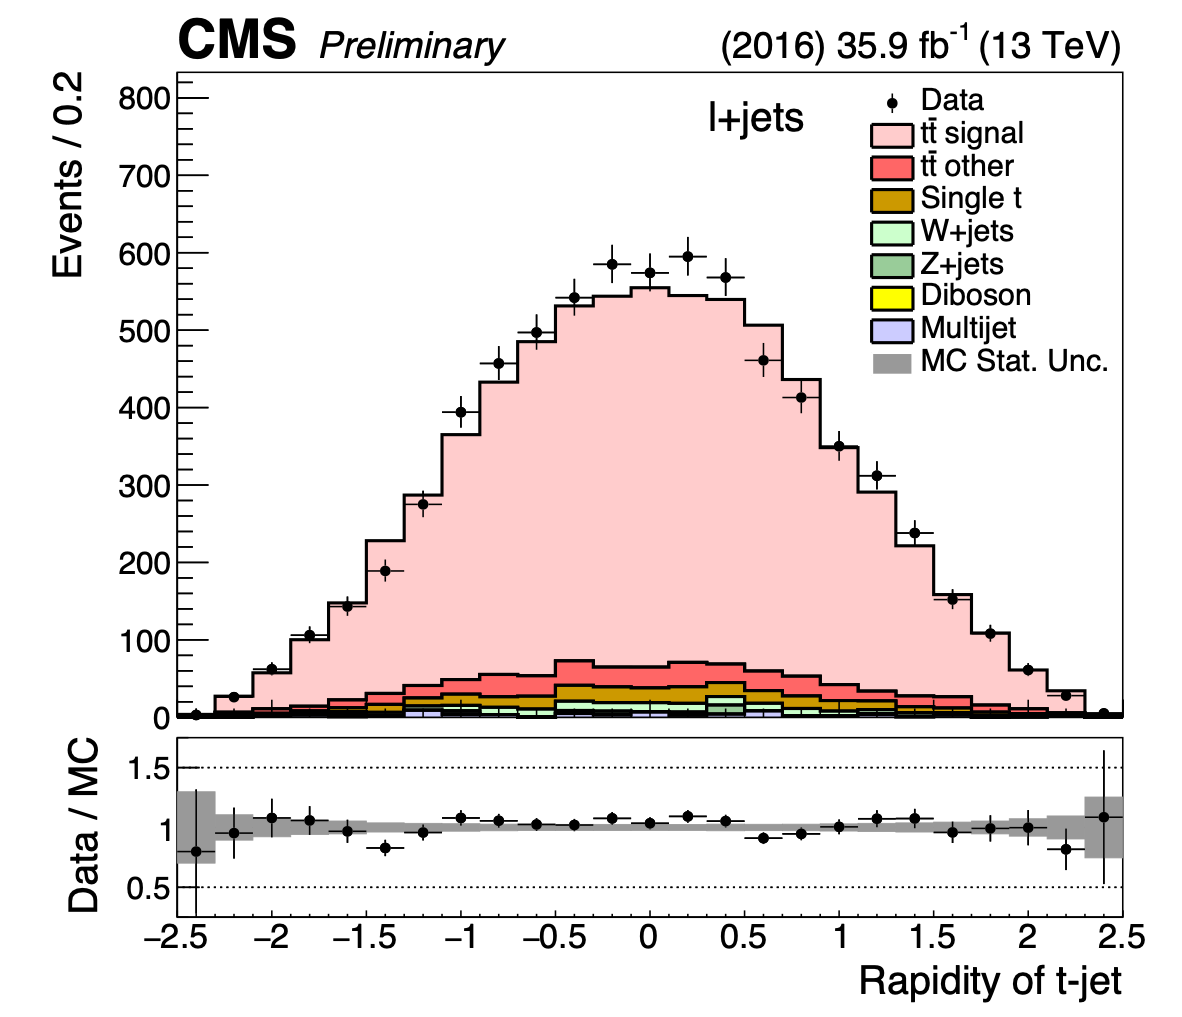 CMS Preliminary (2016) 35.9 fb⁻¹ (13 TeV)
Events / 0.2
800
700
600
500
400
300
200
100
0
l+jets
Data
tt̄ signal
tt̄ other
Single t
W+jets
Z+jets
Diboson
Multijet
MC Stat. Unc.
Data / MC
1.5
1
0.5
−2.5 −2 −1.5 −1 −0.5 0 0.5 1 1.5 2 2.5
Rapidity of t-jet